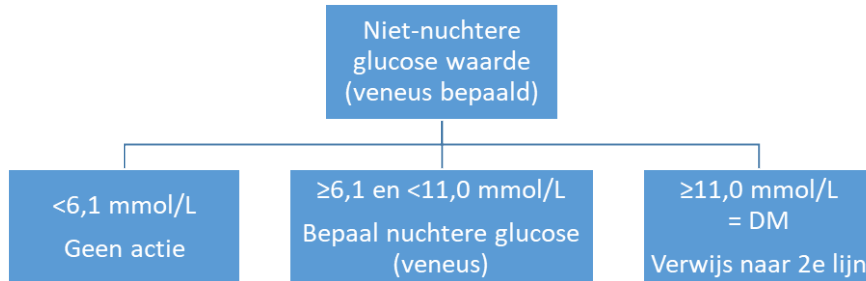 Niet-nuchtere
glucose waarde
(veneus bepaald)
<6,1 mmol/L
Geen actie
≥6,1 en <11,0 mmol/L
Bepaal nuchtere glucose
(veneus)
≥11,0 mmol/L
= DM
Verwijs naar 2e lijn